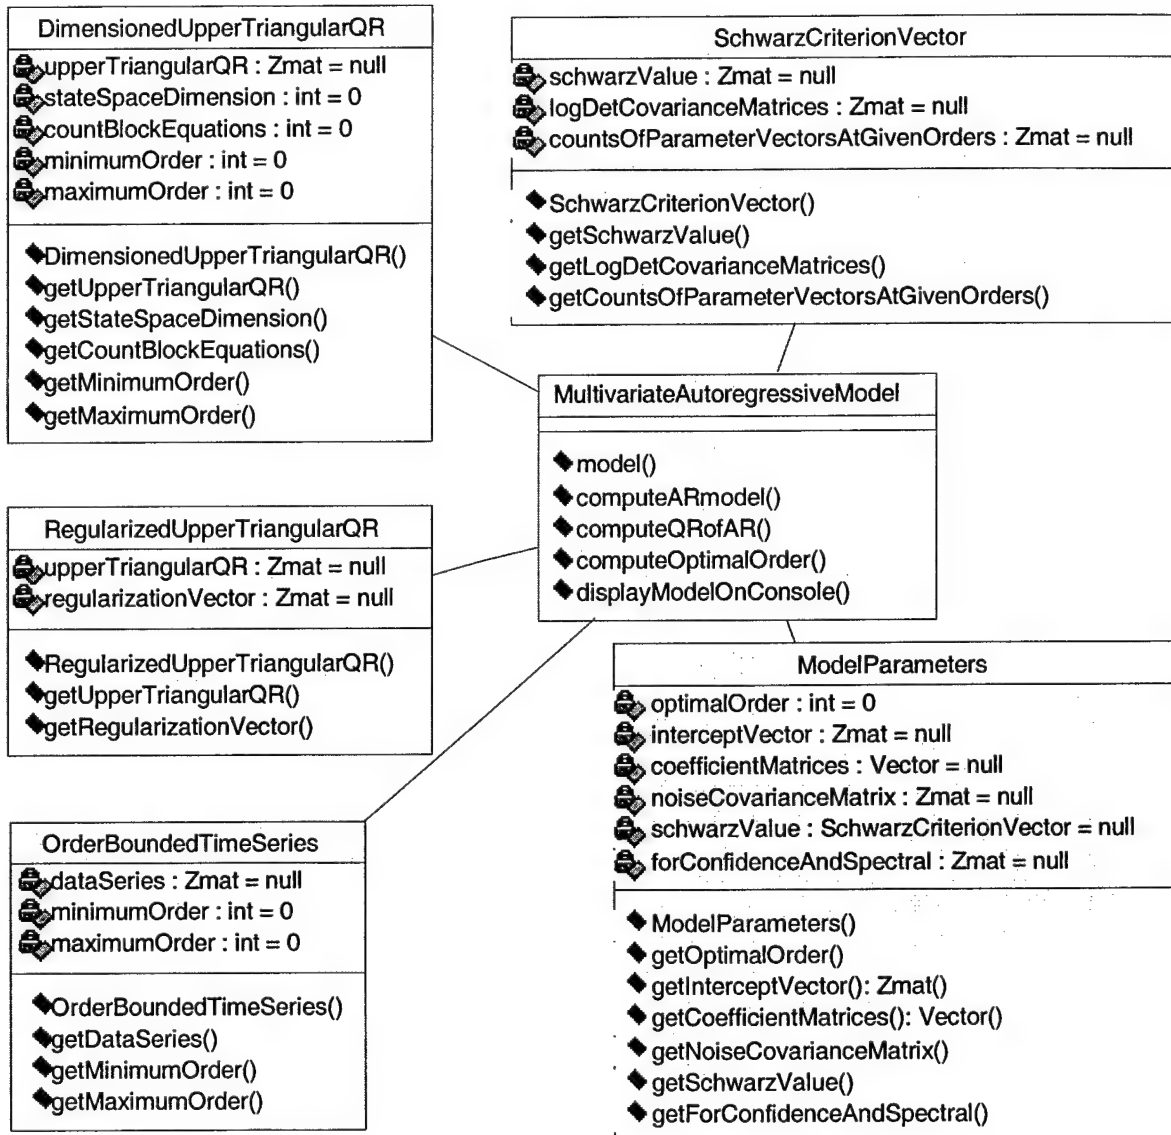 DimensionedUpperTriangularQR
upperTriangularQR : Zmat = null
stateSpaceDimension : int = 0
countBlockEquations : int = 0
minimumOrder : int = 0
maximumOrder : int = 0
DimensionedUpperTriangularQR()
getUpperTriangularQR()
getStateSpaceDimension()
getCountBlockEquations()
getMinimumOrder()
getMaximumOrder()
SchwarzCriterionVector
schwarzValue : Zmat = null
logDetCovarianceMatrices : Zmat = null
countsOfParameterVectorsAtGivenOrders : Zmat = null
SchwarzCriterionVector()
getSchwarzValue()
getLogDetCovarianceMatrices()
getCountsOfParameterVectorsAtGivenOrders()
MultivariateAutoregressiveModel
model()
computeARmodel()
computeQRofAR()
computeOptimalOrder()
displayModelOnConsole()
RegularizedUpperTriangularQR
upperTriangularQR : Zmat = null
regularizationVector : Zmat = null
RegularizedUpperTriangularQR()
getUpperTriangularQR()
getRegularizationVector()
ModelParameters
optimalOrder : int = 0
interceptVector : Zmat = null
coefficientMatrices : Vector = null
noiseCovarianceMatrix : Zmat = null
schwarzValue : SchwarzCriterionVector = null
forConfidenceAndSpectral : Zmat = null
ModelParameters()
getOptimalOrder()
getInterceptVector(): Zmat()
getCoefficientMatrices(): Vector()
getNoiseCovarianceMatrix()
getSchwarzValue()
getForConfidenceAndSpectral()
OrderBoundedTimeSeries
dataSeries : Zmat = null
minimumOrder : int = 0
maximumOrder : int = 0
OrderBoundedTimeSeries()
getDataSeries()
getMinimumOrder()
getMaximumOrder()